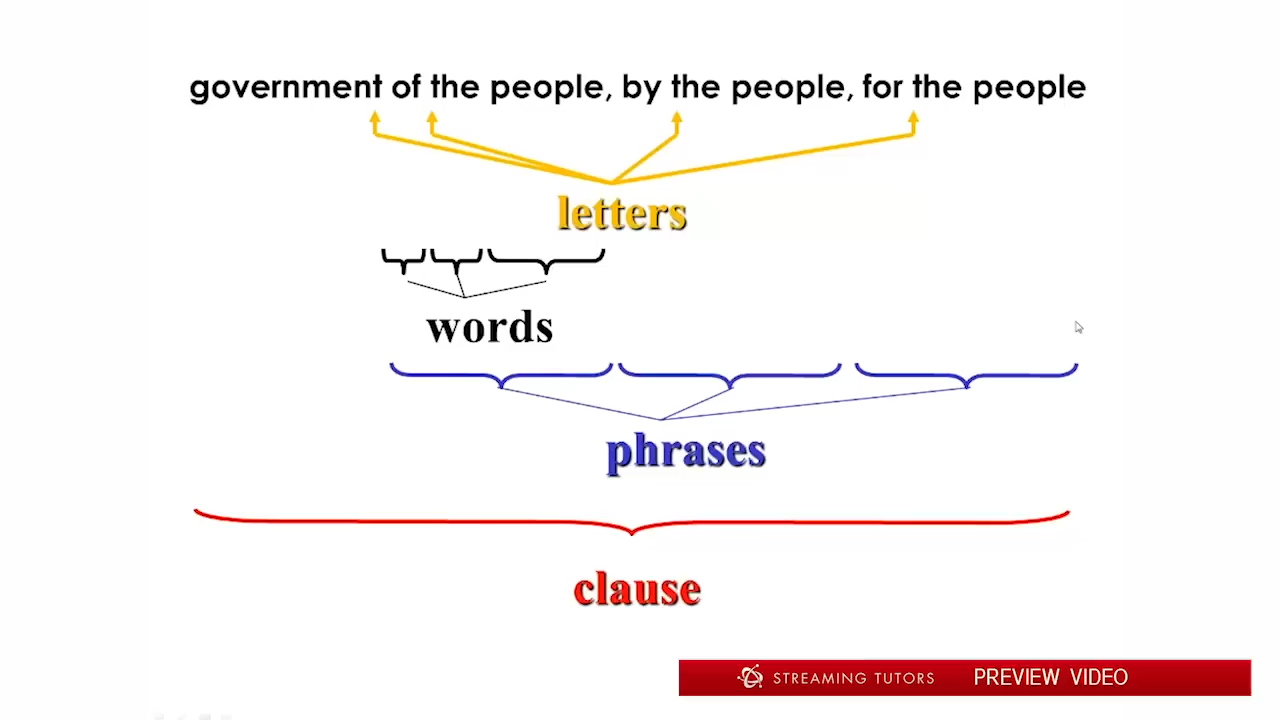 government of the people, by the people, for the people
letters
words
phrases
clause
STREAMING TUTORS PREVIEW VIDEO